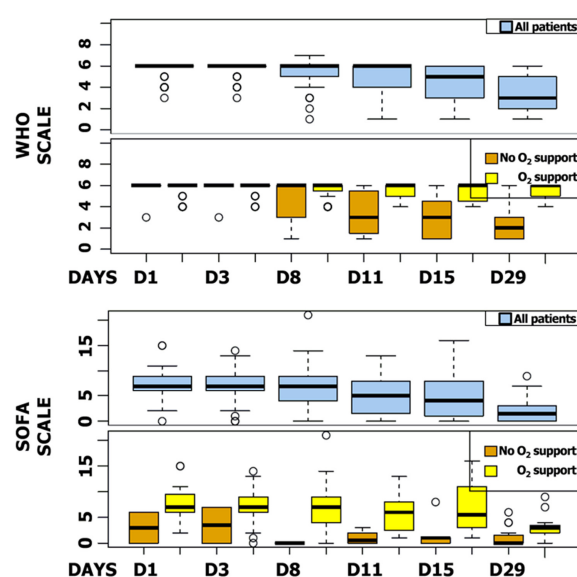 All patients
8
6
4
2
0
WHO
SCALE
No O₂ support
O₂ support
8
6
4
2
0
DAYS D1 D3 D8 D11 D15 D29
All patients
15
5
0
SOFA
SCALE
No O₂ support
O₂ support
15
5
0
DAYS D1 D3 D8 D11 D15 D29